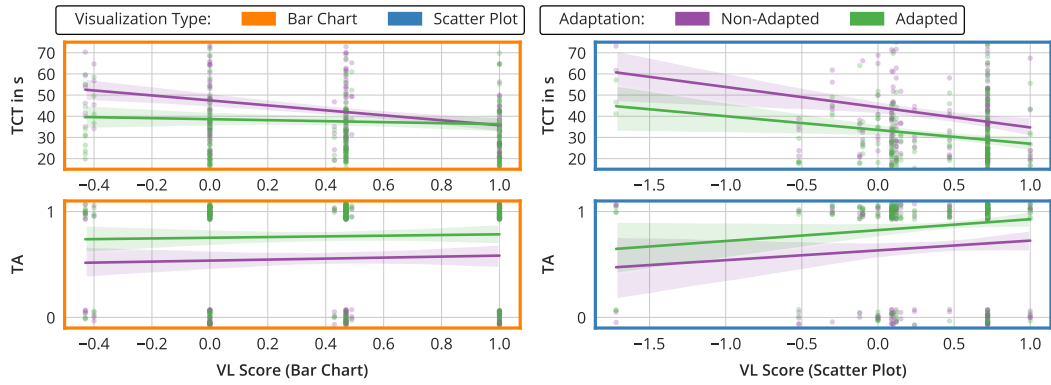 Visualization Type: Bar Chart Scatter Plot
Adaptation: Non-Adapted Adapted
TCT in s
70
60
50
40
30
20
−0.4 −0.2 0.0 0.2 0.4 0.6 0.8 1.0
TCT in s
70
60
50
40
30
20
−1.5 −1.0 −0.5 0.0 0.5 1.0
TA
1
0
−0.4 −0.2 0.0 0.2 0.4 0.6 0.8 1.0
VL Score (Bar Chart)
TA
1
0
−1.5 −1.0 −0.5 0.0 0.5 1.0
VL Score (Scatter Plot)